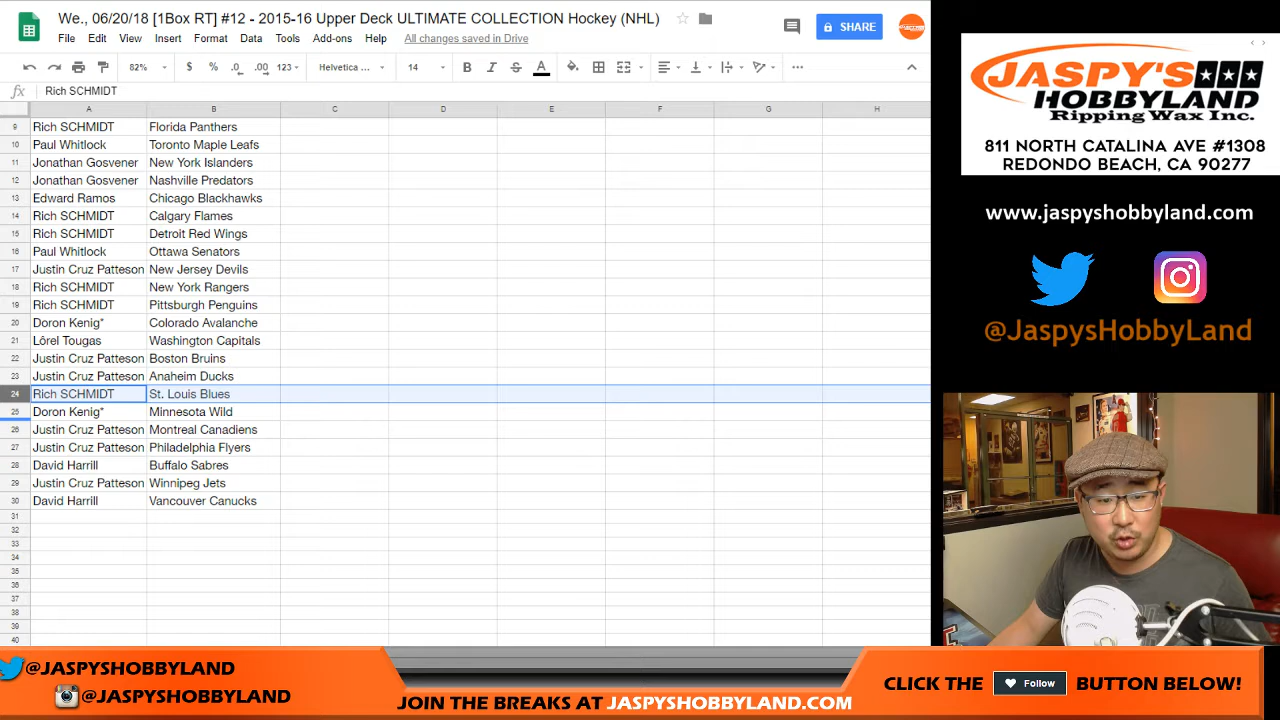 We., 06/20/18 [1Box RT] #12 - 2015-16 Upper Deck ULTIMATE COLLECTION Hockey (NHL)
File Edit View Insert Format Data Tools Add-ons Help All changes saved in Drive
SHARE
82% $ % .0 .00 123 Helvetica ... 14 B I S A
fx Rich SCHMIDT
A B C D E F G H
9 Rich SCHMIDT Florida Panthers
10 Paul Whitlock Toronto Maple Leafs
11 Jonathan Gosvener New York Islanders
12 Jonathan Gosvener Nashville Predators
13 Edward Ramos Chicago Blackhawks
14 Rich SCHMIDT Calgary Flames
15 Rich SCHMIDT Detroit Red Wings
16 Paul Whitlock Ottawa Senators
17 Justin Cruz Patteson New Jersey Devils
18 Rich SCHMIDT New York Rangers
19 Rich SCHMIDT Pittsburgh Penguins
20 Doron Kenig* Colorado Avalanche
21 Lôrel Tougas Washington Capitals
22 Justin Cruz Patteson Boston Bruins
23 Justin Cruz Patteson Anaheim Ducks
24 Rich SCHMIDT St. Louis Blues
25 Doron Kenig* Minnesota Wild
26 Justin Cruz Patteson Montreal Canadiens
27 Justin Cruz Patteson Philadelphia Flyers
28 David Harrill Buffalo Sabres
29 Justin Cruz Patteson Winnipeg Jets
30 David Harrill Vancouver Canucks
31
32
33
34
35
36
37
38
39
40
JASPY'S
HOBBYLAND
Ripping Wax Inc.
811 NORTH CATALINA AVE #1308
REDONDO BEACH, CA 90277
www.jaspyshobbyland.com
@JaspysHobbyLand
@JASPYSHOBBYLAND
@JASPYSHOBBYLAND
JOIN THE BREAKS AT JASPYSHOBBYLAND.COM
CLICK THE Follow BUTTON BELOW!